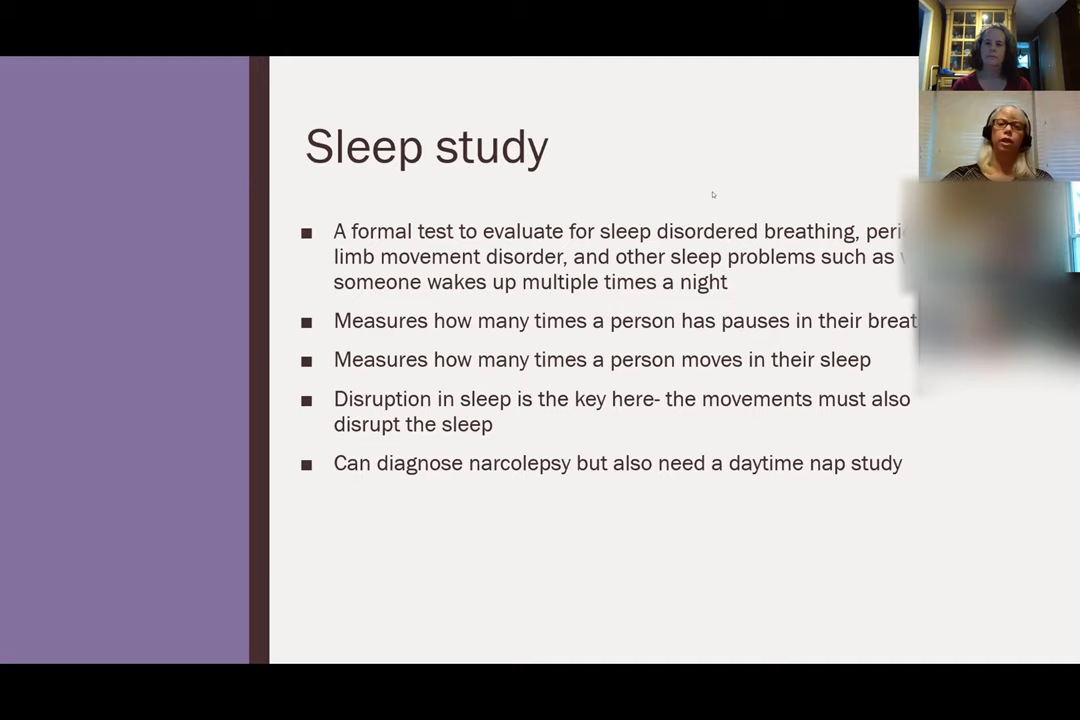 Sleep study
■ A formal test to evaluate for sleep disordered breathing,
limb movement disorder, and other sleep problems such as
someone wakes up multiple times a night
■ Measures how many times a person has pauses in their
■ Measures how many times a person moves in their sleep
■ Disruption in sleep is the key here- the movements must also
disrupt the sleep
■ Can diagnose narcolepsy but also need a daytime nap study